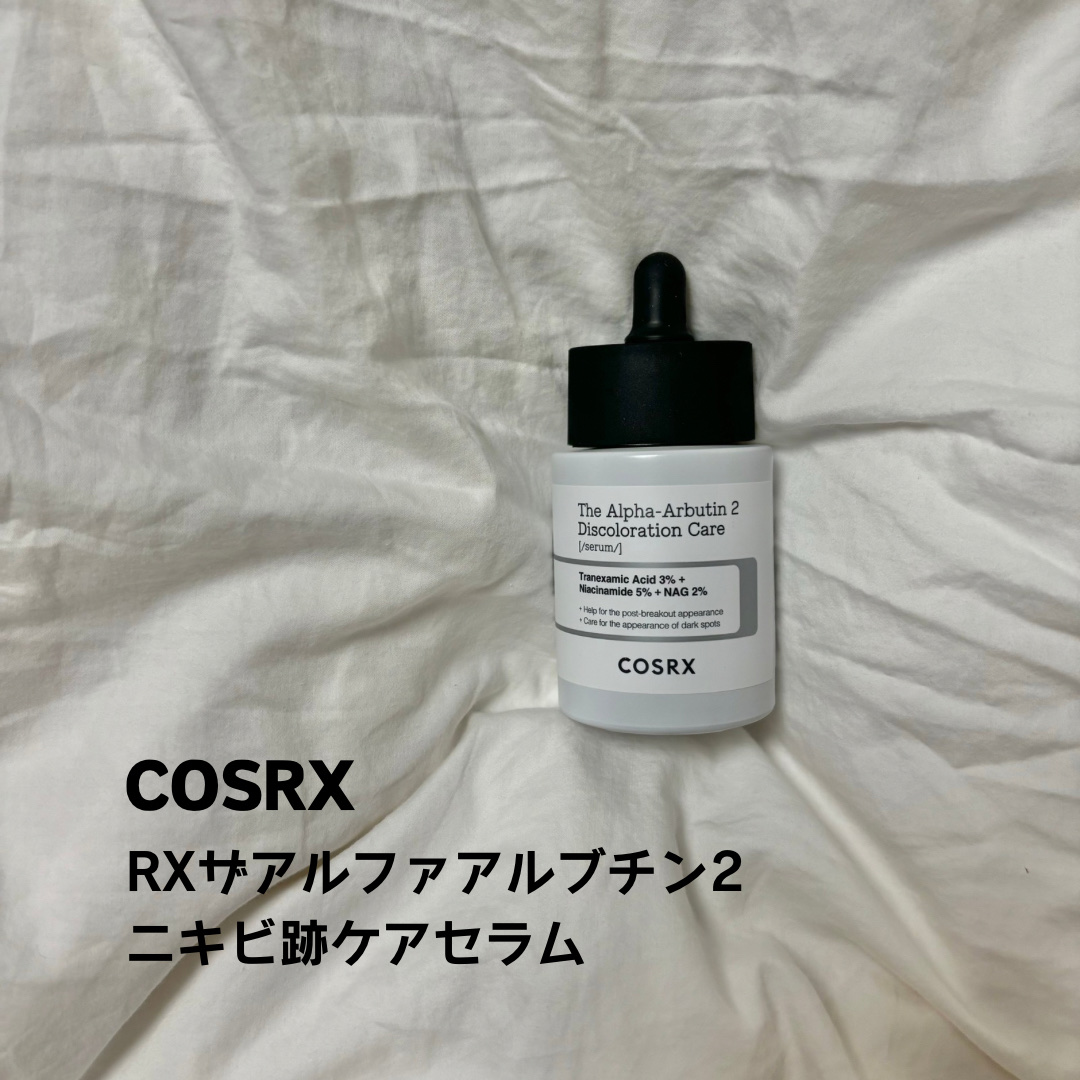 The Alpha-Arbutin 2
Discoloration Care
[/serum/]
Tranexamic Acid 3% +
Niacinamide 5% + NAG 2%
+ Help for the post-breakout appearance
+ Care for the appearance of dark spots
COSRX
COSRX
RXザアルファアルブチン2
ニキビ跡ケアセラム